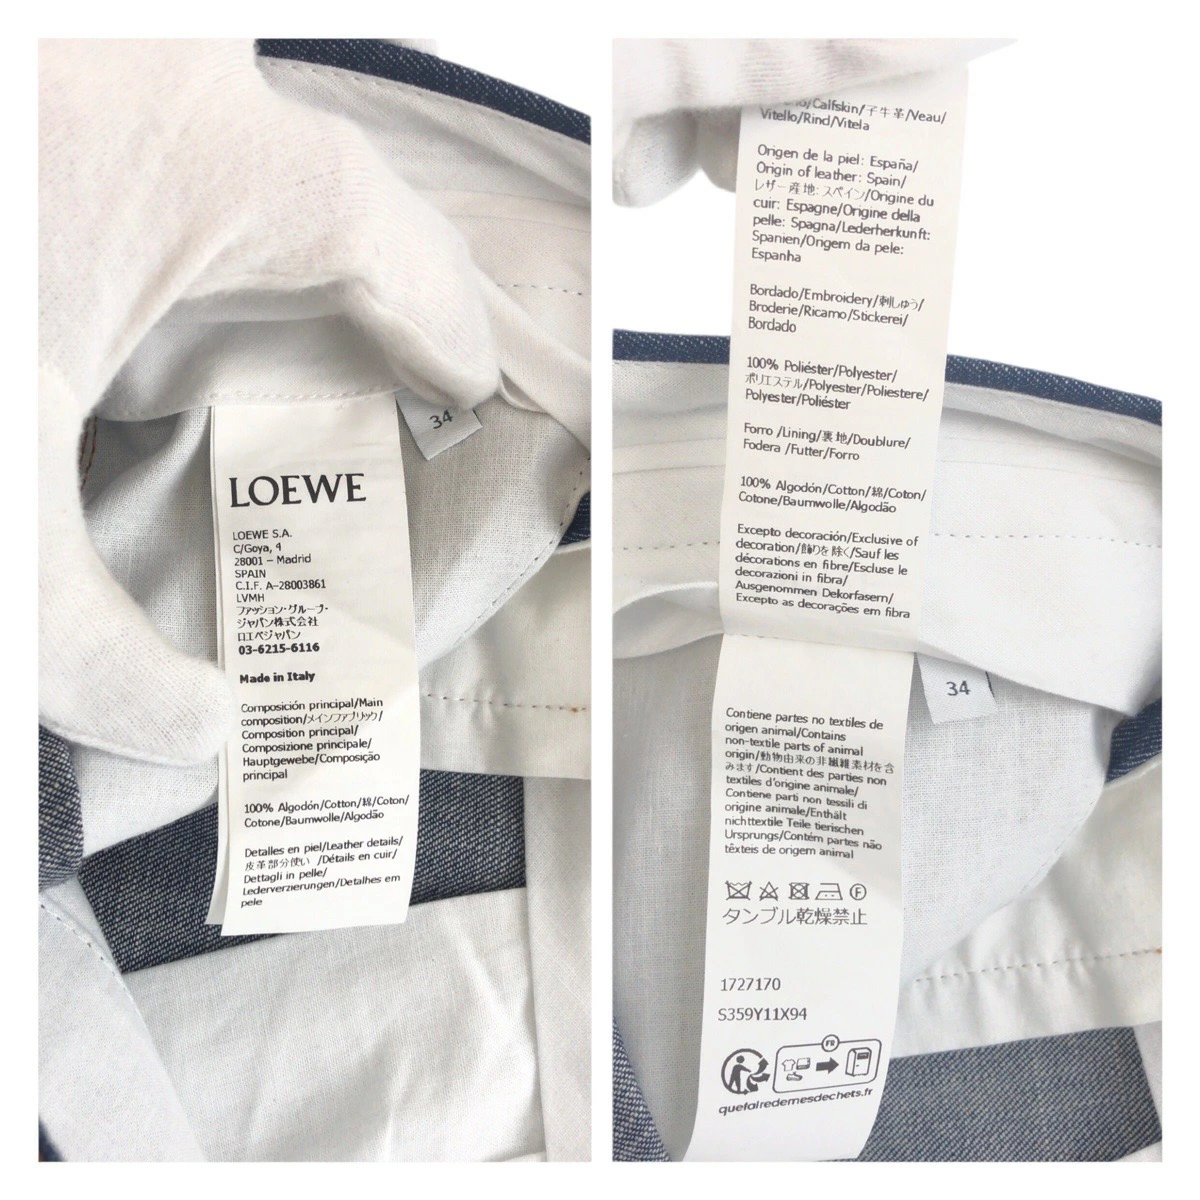 LOEWE
LOEWE S.A.
C/Goya, 4
28001 – Madrid
SPAIN
C.I.F. A-28003861
LVMH
ファッション・グループ・
ジャパン株式会社
ロエベジャパン
03-6215-6116
Made in Italy
Composición principal/Main
composition/メインファブリック/
Composition principal/
Composizione principale/
Hauptgewebe/Composição
principal
100% Algodón/Cotton/綿/Coton/
Cotone/Baumwolle/Algodão
Detalles en piel/Leather details/
皮革部分使い /Détails en cuir/
Dettagli in pelle/
Lederverzierungen/Detalhes em
pele
34
/Calfskin/子牛革/Veau/
Vitello/Rind/Vitela
Origen de la piel: España/
Origin of leather: Spain/
レザー産地: スペイン/Origine du
cuir: Espagne/Origine della
pelle: Spagna/Lederherkunft:
Spanien/Origem da pele:
Espanha
Bordado/Embroidery/刺しゅう/
Broderie/Ricamo/Stickerei/
Bordado
100% Poliéster/Polyester/
ポリエステル/Polyester/Poliestere/
Polyester/Poliéster
Forro /Lining/裏地/Doublure/
Fodera /Futter/Forro
100% Algodón/Cotton/綿/Coton/
Cotone/Baumwolle/Algodão
Excepto decoración/Exclusive of
decoration/飾りを除く/Sauf les
décorations en fibre/Escluse le
decorazioni in fibra/
Ausgenommen Dekorfasern/
Excepto as decorações em fibra
34
Contiene partes no textiles de
origen animal/Contains
non-textile parts of animal
origin/動物由来の非繊維素材を含
みます/Contient des parties non
textiles d'origine animale/
Contiene parti non tessili di
origine animale/Enthält
nichttextile Teile tierischen
Ursprungs/Contém partes não
têxteis de origem animal
F
タンブル乾燥禁止
1727170
S359Y11X94
FR
quefairedemesdechets.fr